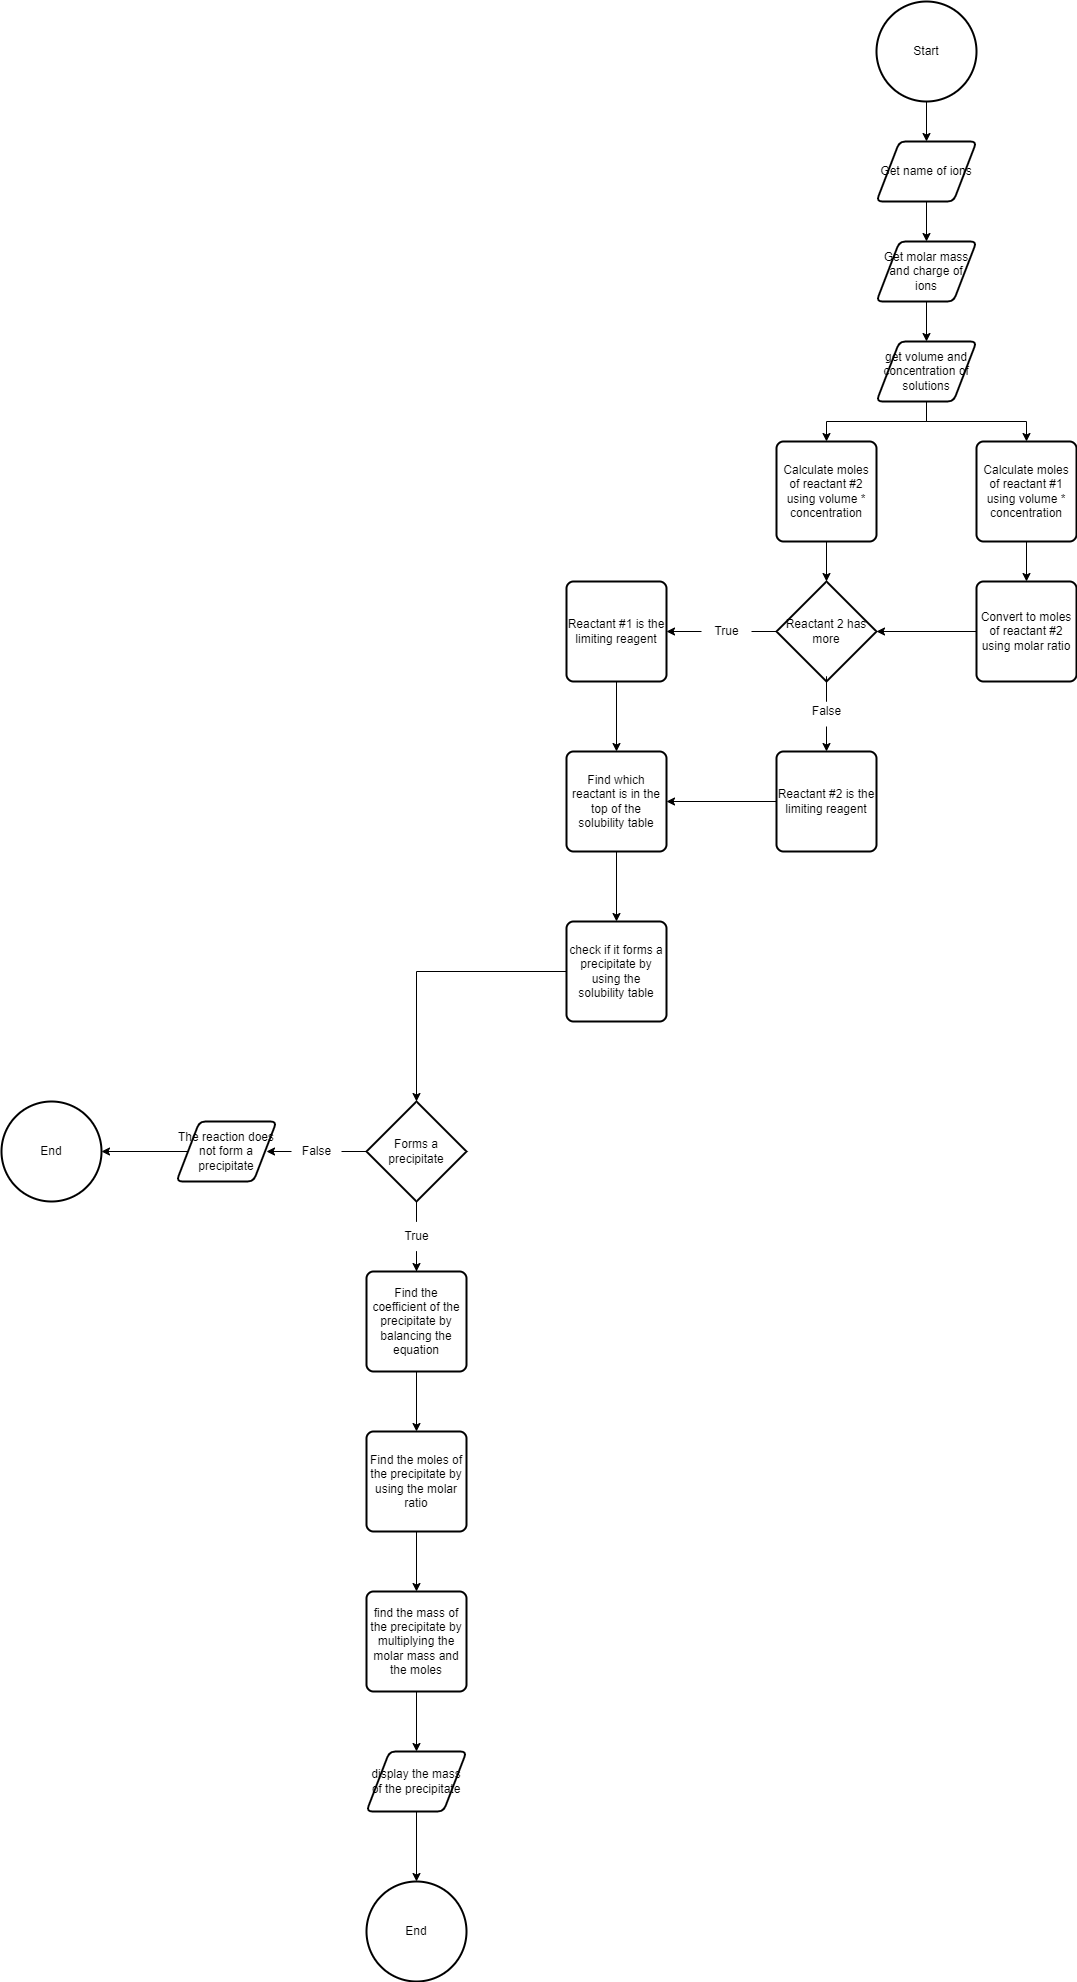 Start
Get name of ions
Get molar mass
and charge of
ions
get volume and
concentration of
solutions
Calculate moles
of reactant #2
using volume *
concentration
Calculate moles
of reactant #1
using volume *
concentration
Reactant #1 is the
limiting reagent
True
Reactant 2 has
more
Convert to moles
of reactant #2
using molar ratio
False
Find which
reactant is in the
top of the
solubility table
Reactant #2 is the
limiting reagent
check if it forms a
precipitate by
using the
solubility table
End
The reaction does
not form a
precipitate
False
Forms a
precipitate
True
Find the
coefficient of the
precipitate by
balancing the
equation
Find the moles of
the precipitate by
using the molar
ratio
find the mass of
the precipitate by
multiplying the
molar mass and
the moles
display the mass
of the precipitate
End